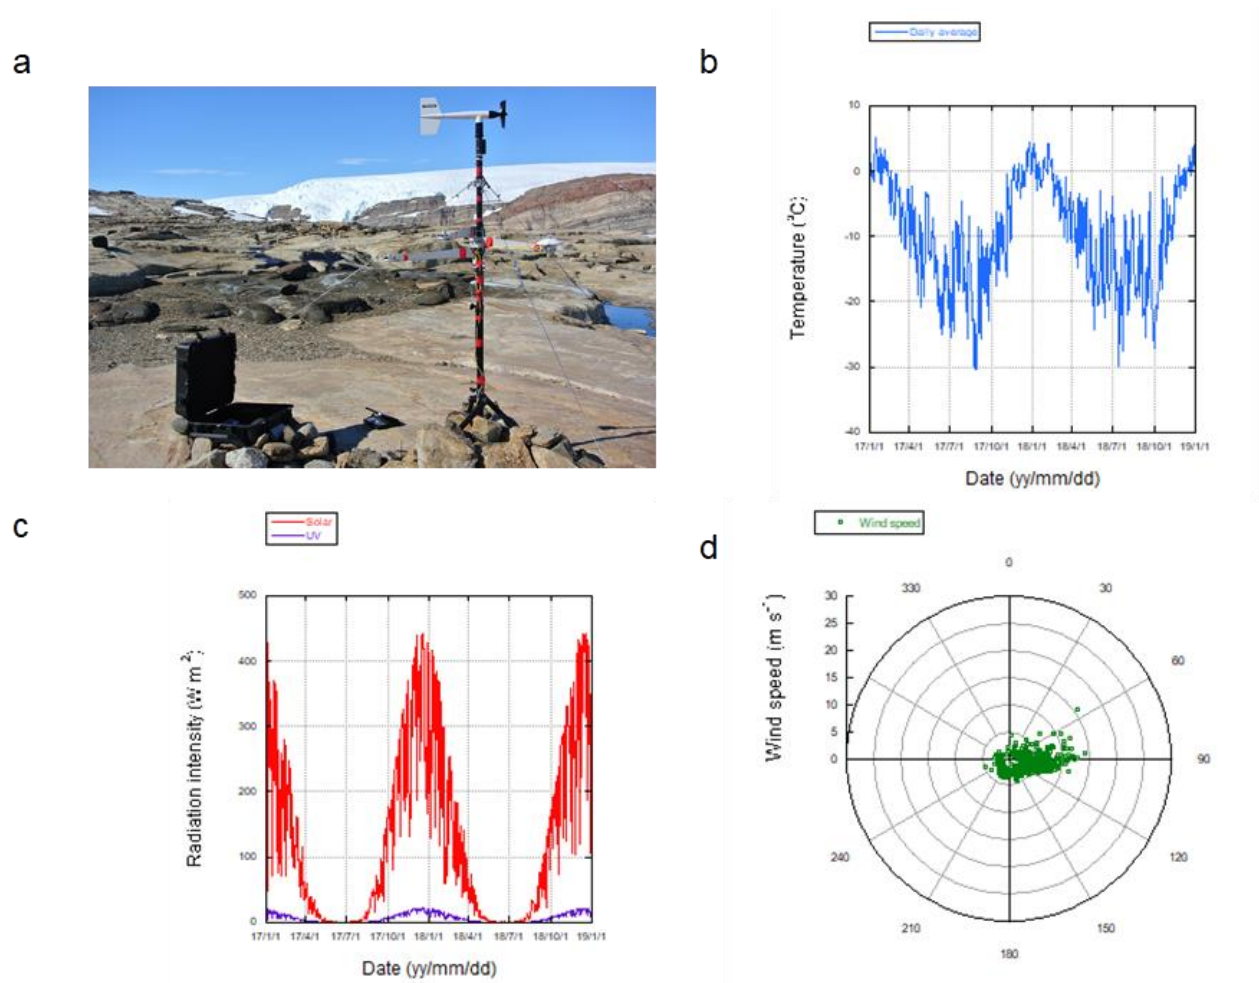 a
b
Daily average
10
0
-10
-20
-30
-40
Temperature (°C)
17/1/1 17/4/1 17/7/1 17/10/1 18/1/1 18/4/1 18/7/1 18/10/1 19/1/1
Date (yy/mm/dd)
c
Solar
UV
500
400
300
200
100
0
Radiation intensity (W m⁻²)
17/1/1 17/4/1 17/7/1 17/10/1 18/1/1 18/4/1 18/7/1 18/10/1 19/1/1
Date (yy/mm/dd)
d
Wind speed
Wind speed (m s⁻¹)
30
25
20
15
10
5
0
0
30
60
90
120
150
180
210
240
330